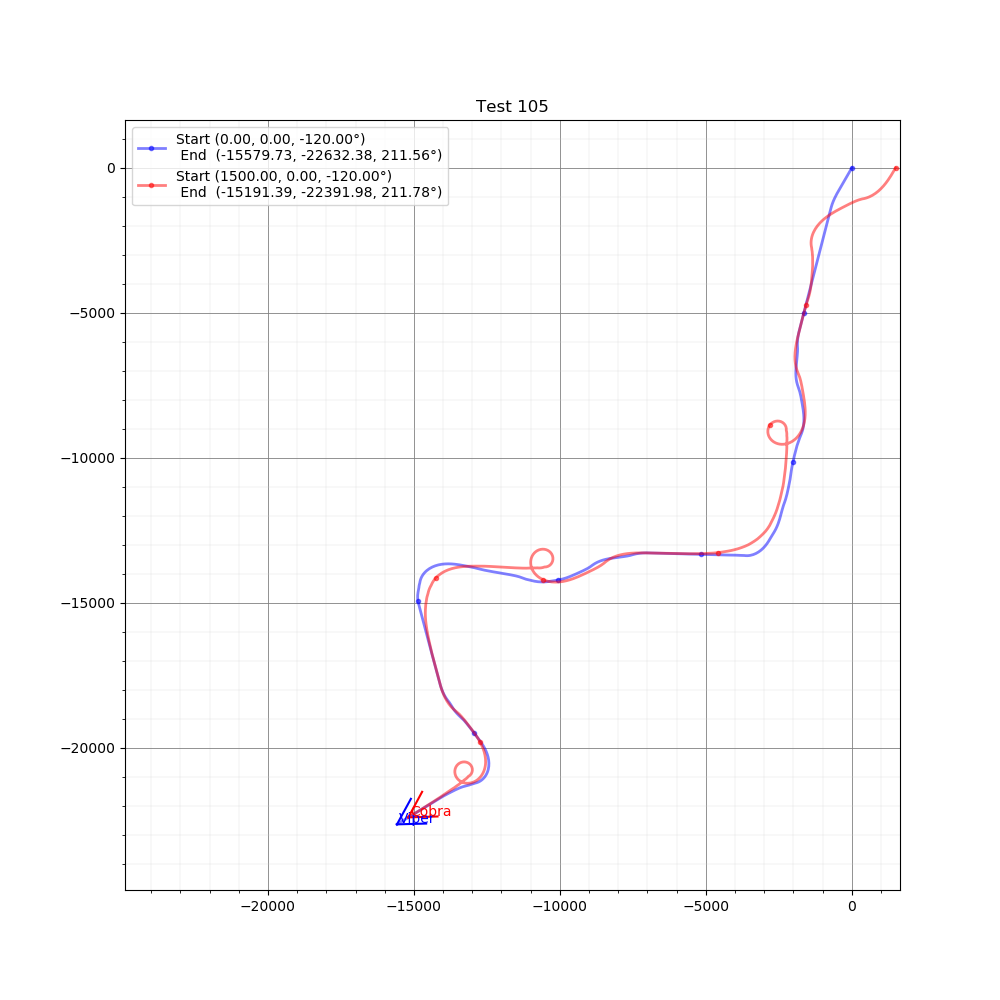 Test 105
Start (0.00, 0.00, -120.00°)
End (-15579.73, -22632.38, 211.56°)
Start (1500.00, 0.00, -120.00°)
End (-15191.39, -22391.98, 211.78°)
0
−5000
−10000
−15000
−20000
Cobra
Viper
−20000
−15000
−10000
−5000
0